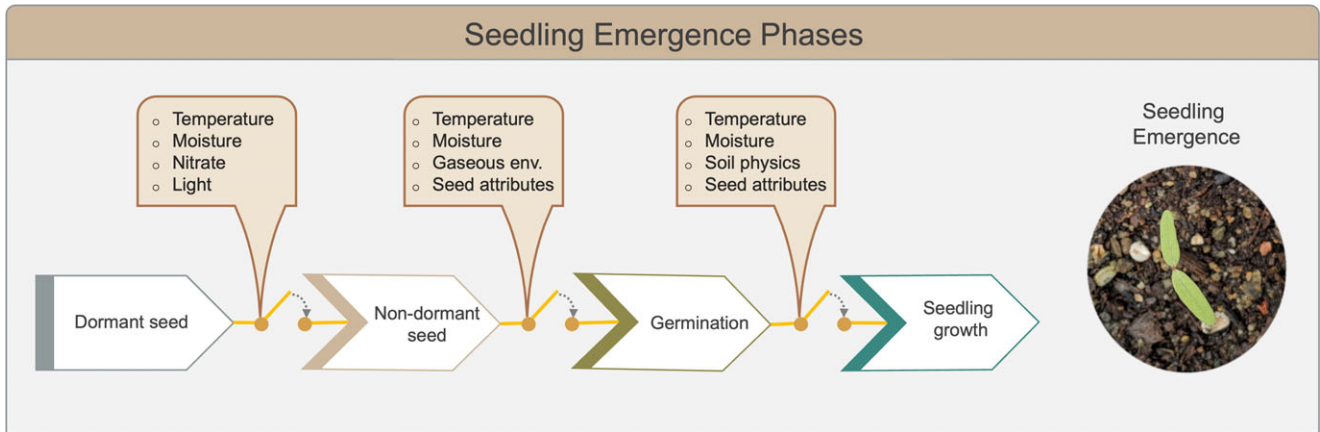 Seedling Emergence Phases
Temperature
Moisture
Nitrate
Light
Temperature
Moisture
Gaseous env.
Seed attributes
Temperature
Moisture
Soil physics
Seed attributes
Seedling
Emergence
Dormant seed
Non-dormant
seed
Germination
Seedling
growth